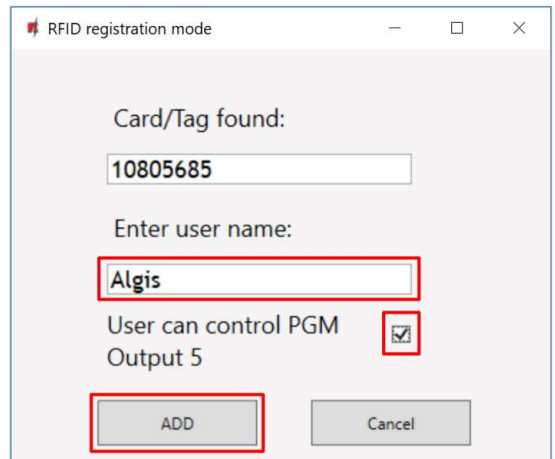 RFID registration mode
Card/Tag found:
10805685
Enter user name:
Algis
User can control PGM
Output 5
ADD
Cancel